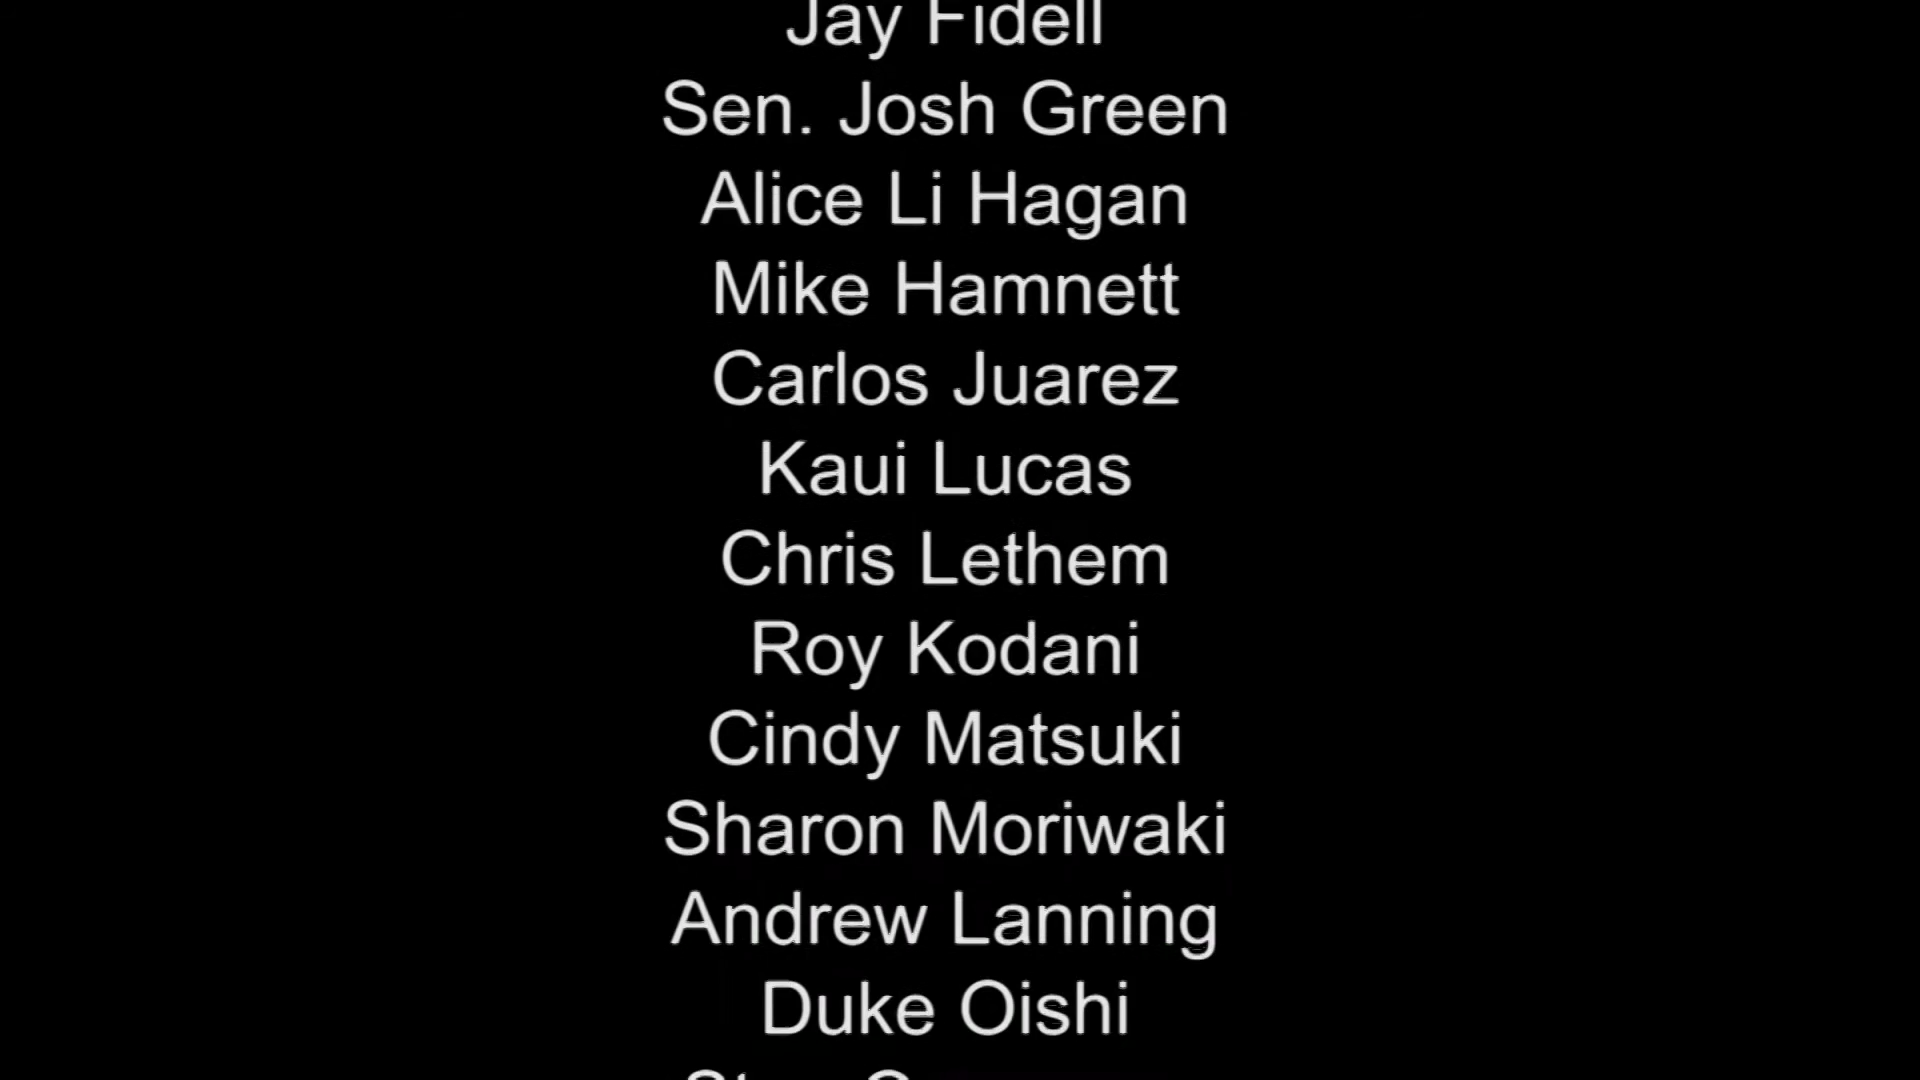 Jay Fidell
Sen. Josh Green
Alice Li Hagan
Mike Hamnett
Carlos Juarez
Kaui Lucas
Chris Lethem
Roy Kodani
Cindy Matsuki
Sharon Moriwaki
Andrew Lanning
Duke Oishi